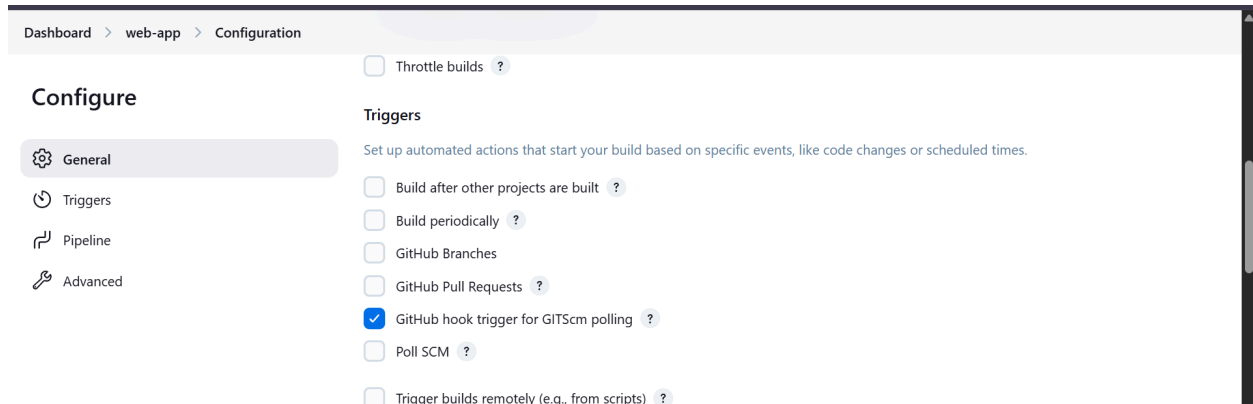 Dashboard > web-app > Configuration
Throttle builds ?
Configure
Triggers
Set up automated actions that start your build based on specific events, like code changes or scheduled times.
General
Triggers
Pipeline
Advanced
Build after other projects are built ?
Build periodically ?
GitHub Branches
GitHub Pull Requests ?
GitHub hook trigger for GITScm polling ?
Poll SCM ?
Trigger builds remotely (e.g., from scripts) ?